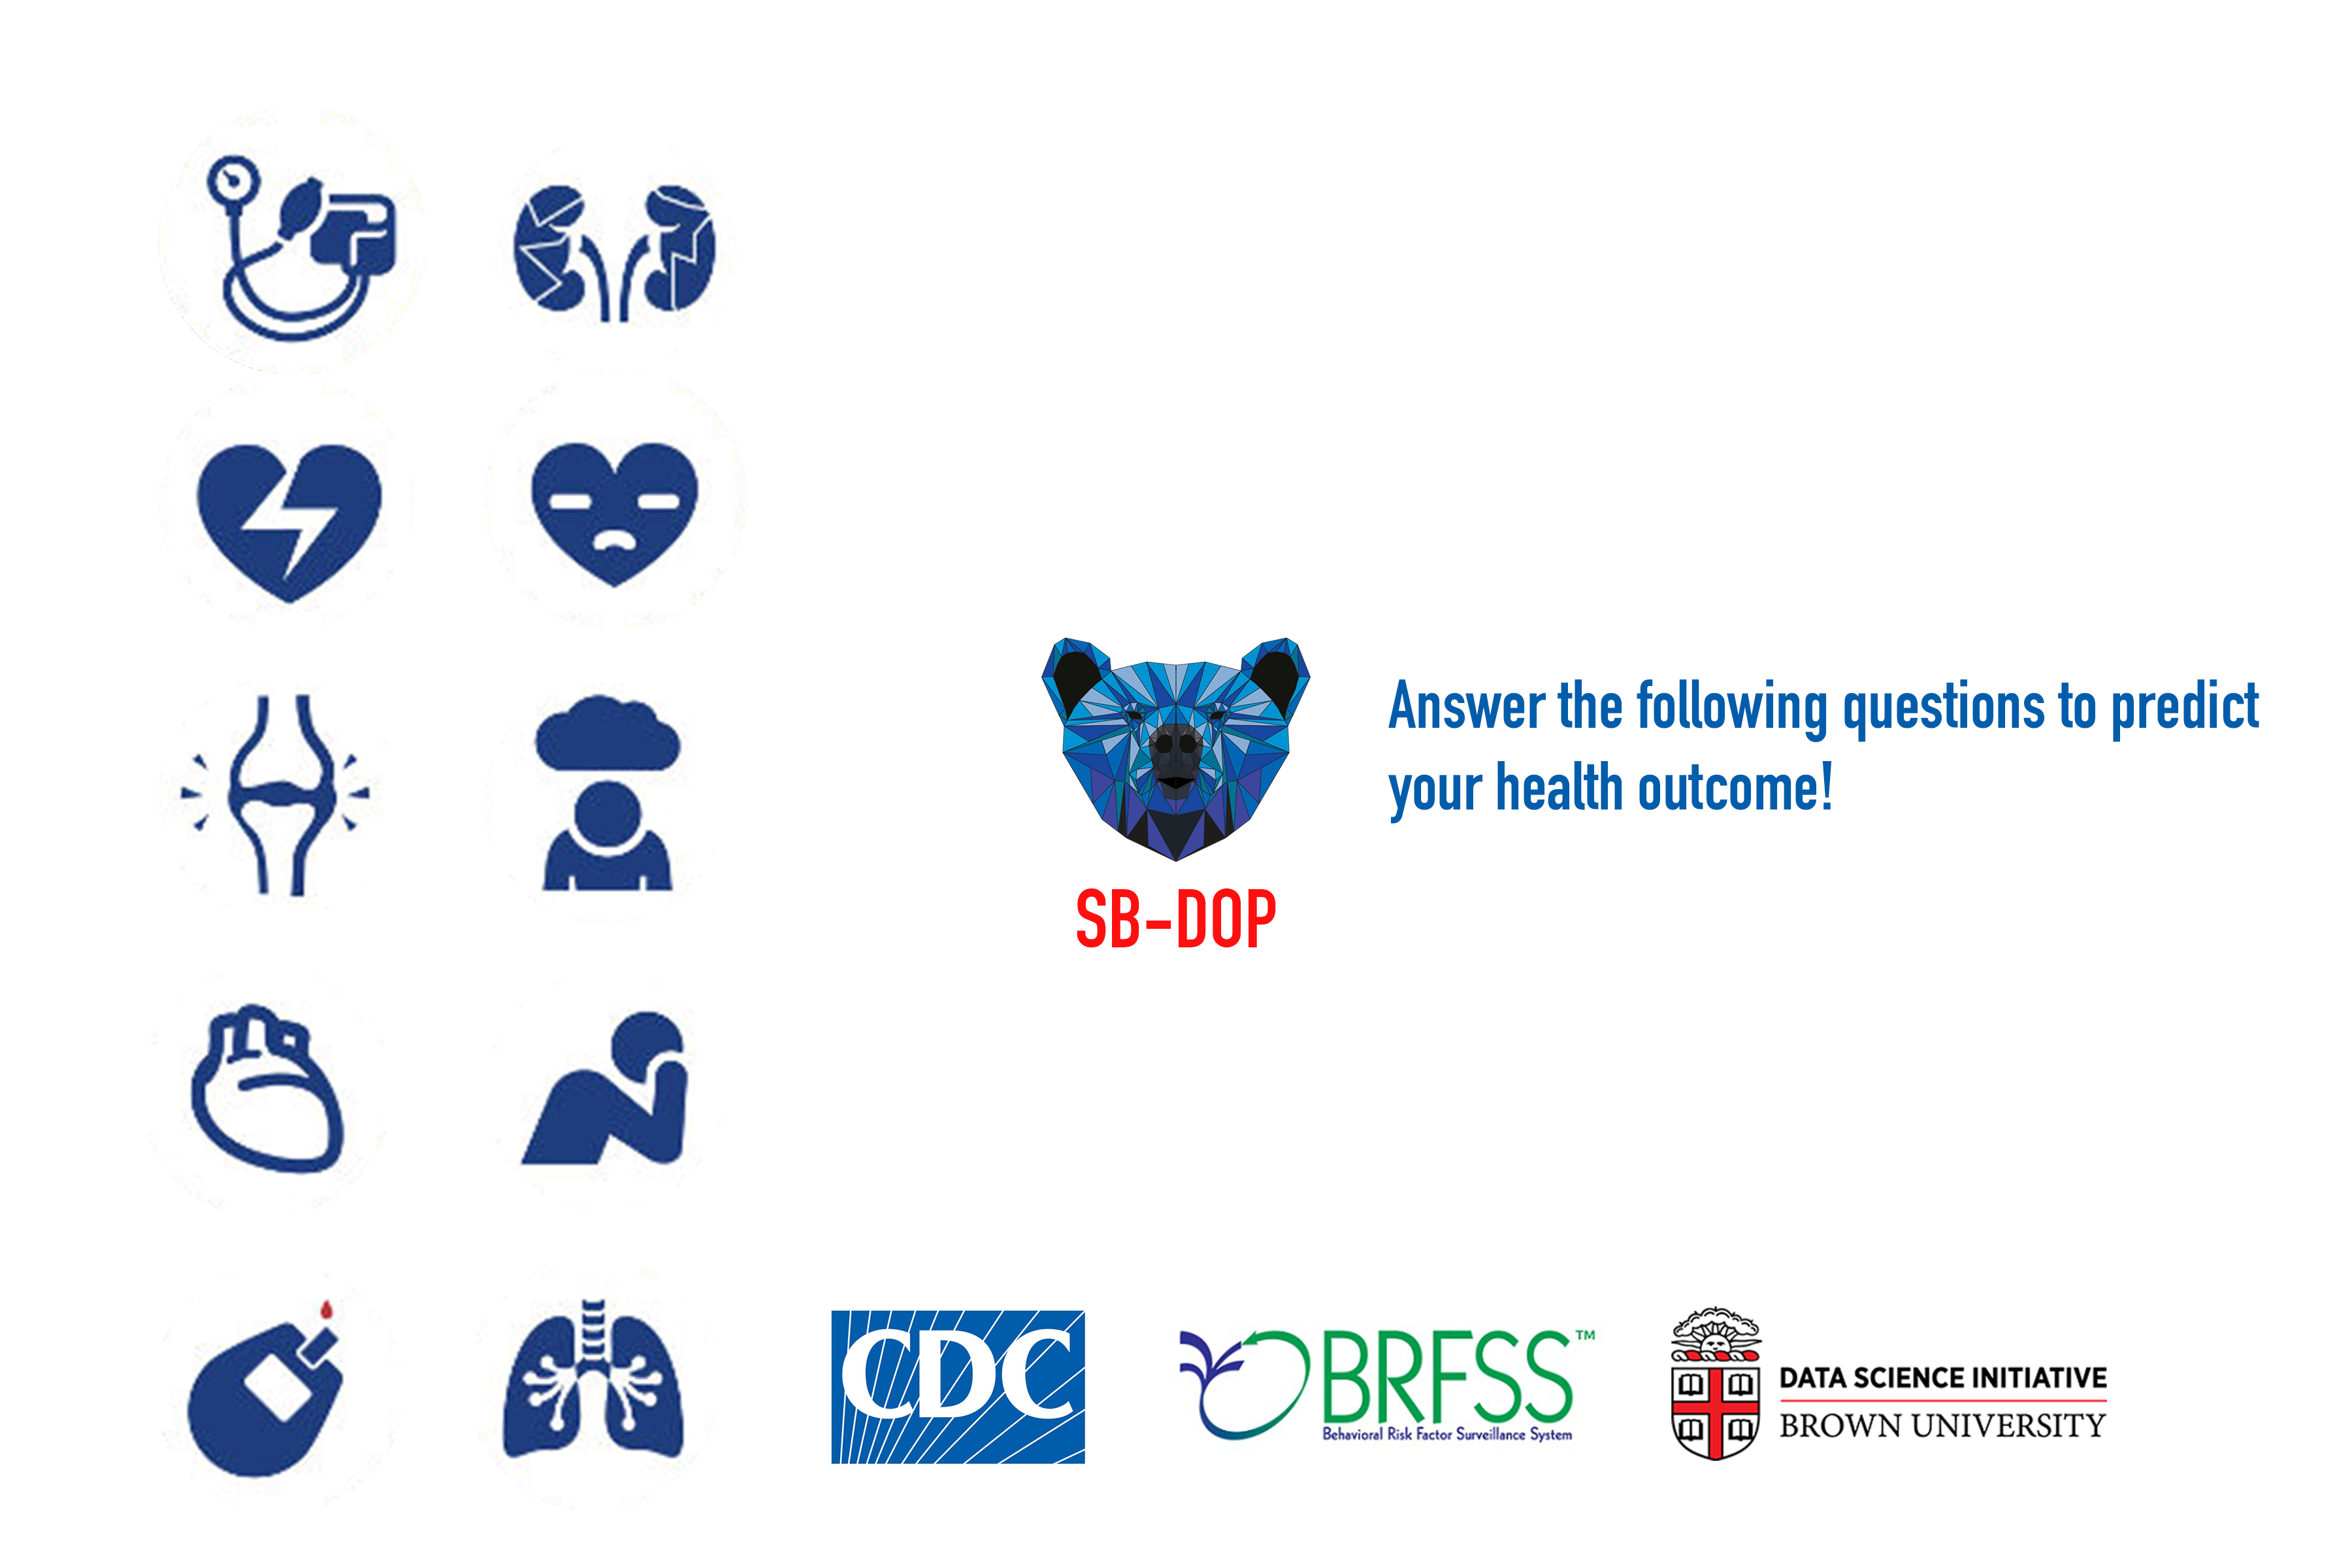 Answer the following questions to predict
your health outcome!
SB-DOP
CDC
BRFSS™
Behavioral Risk Factor Surveillance System
DATA SCIENCE INITIATIVE
BROWN UNIVERSITY